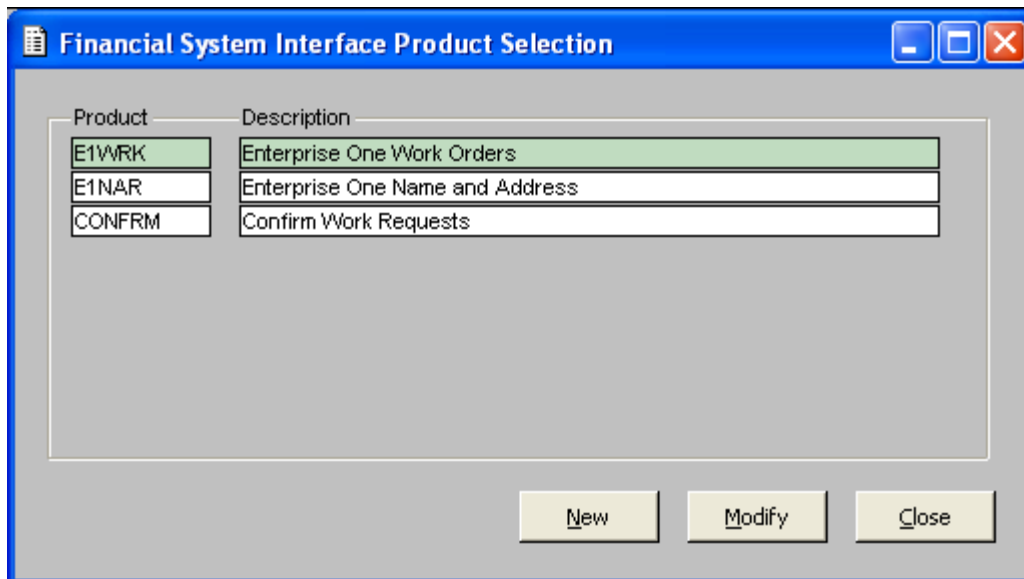 Financial System Interface Product Selection
Product Description
E1WRK Enterprise One Work Orders
E1NAR Enterprise One Name and Address
CONFRM Confirm Work Requests
New Modify Close